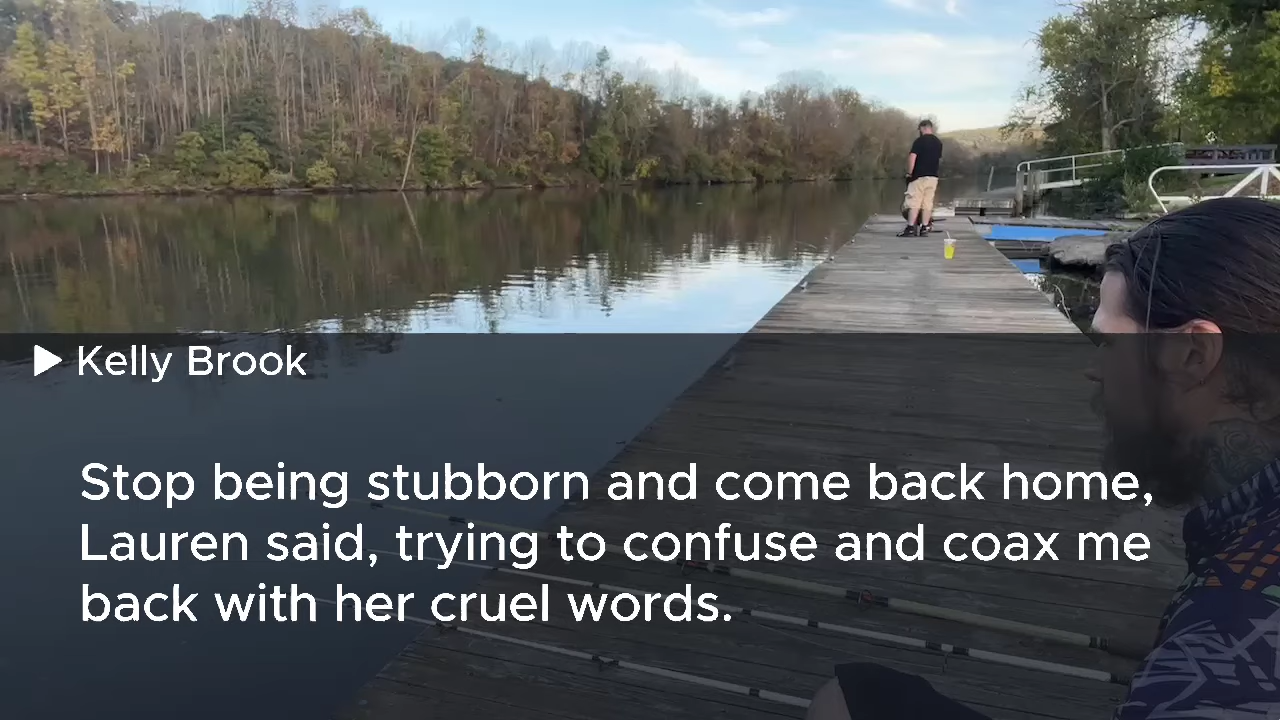 Kelly Brook
Stop being stubborn and come back home,
Lauren said, trying to confuse and coax me
back with her cruel words.